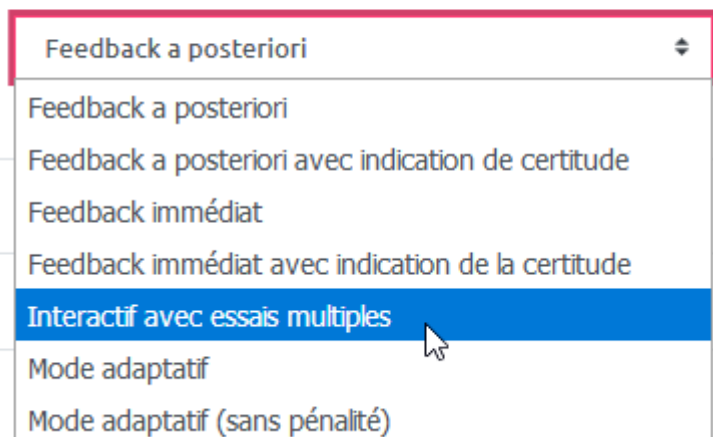 Feedback a posteriori
Feedback a posteriori
Feedback a posteriori avec indication de certitude
Feedback immédiat
Feedback immédiat avec indication de la certitude
Interactif avec essais multiples
Mode adaptatif
Mode adaptatif (sans pénalité)